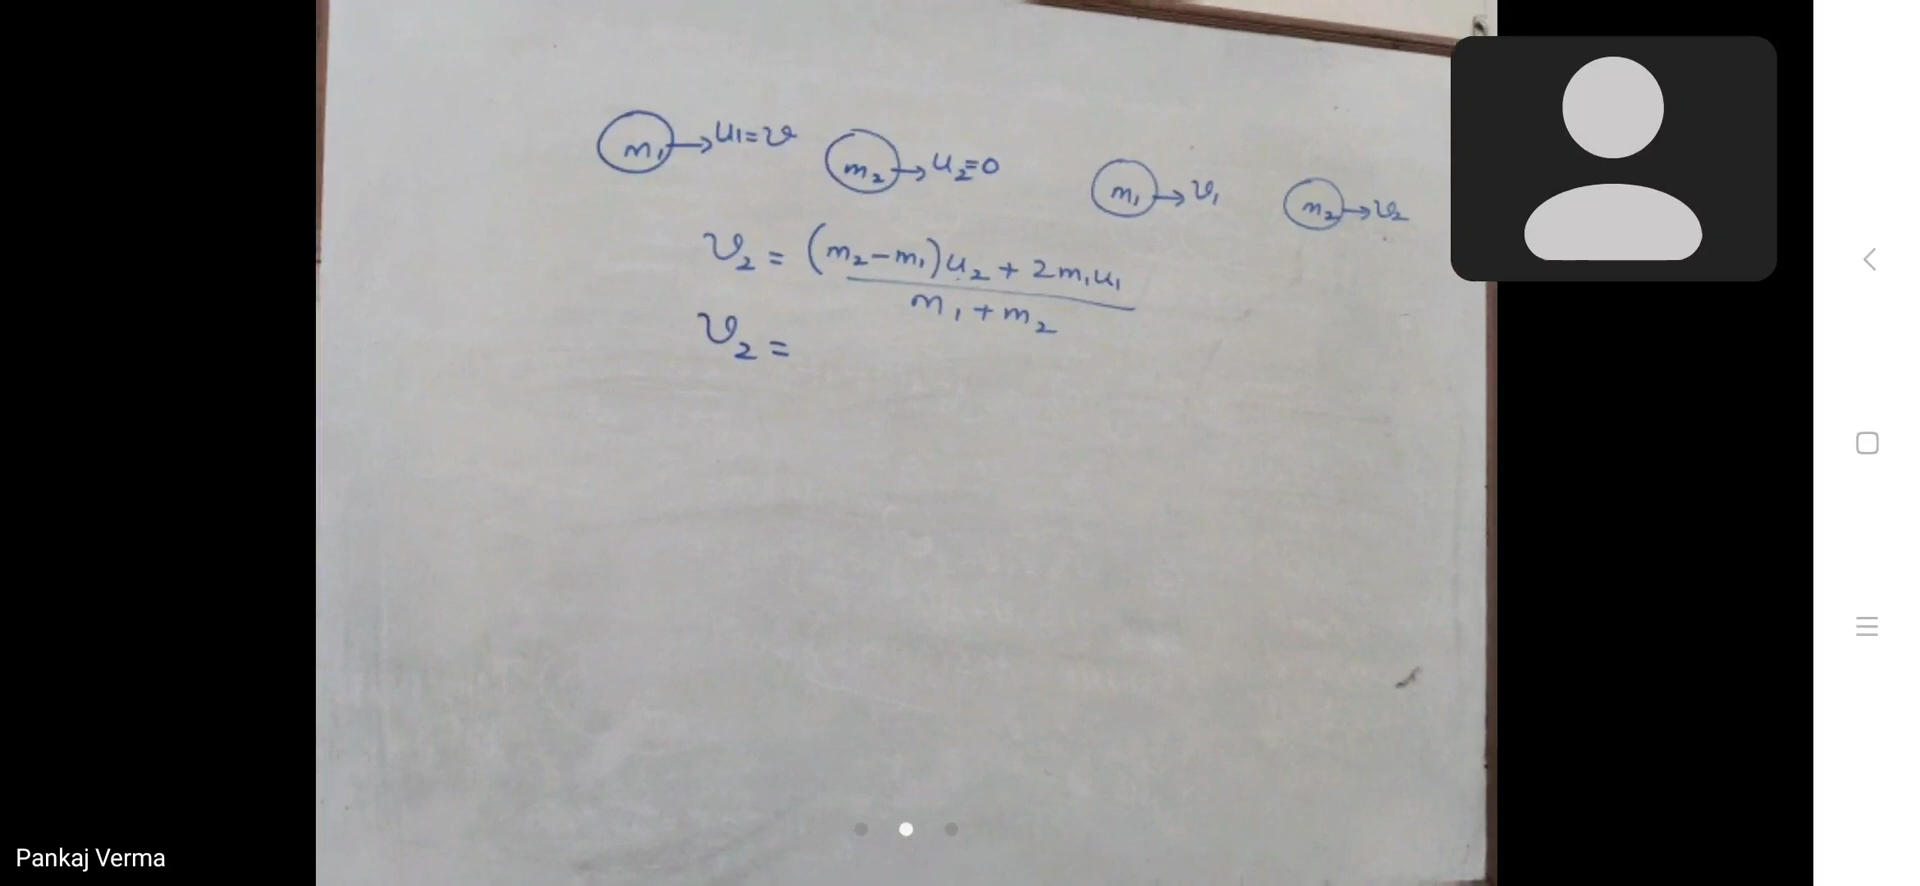 m₁ → u₁=v m₂ → u₂=0 m₁ → v₁ m₂ → v₂
v₂ = (m₂-m₁)u₂ + 2m₁u₁
m₁ + m₂
v₂ =
Pankaj Verma